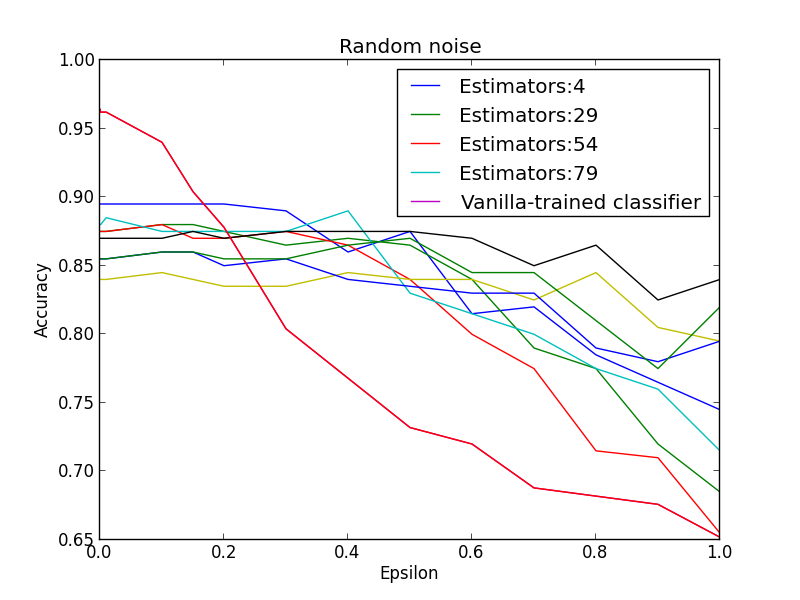 Random noise
1.00
0.95
0.90
0.85
0.80
0.75
0.70
0.65
Accuracy
Estimators:4
Estimators:29
Estimators:54
Estimators:79
Vanilla-trained classifier
0.0 0.2 0.4 0.6 0.8 1.0
Epsilon